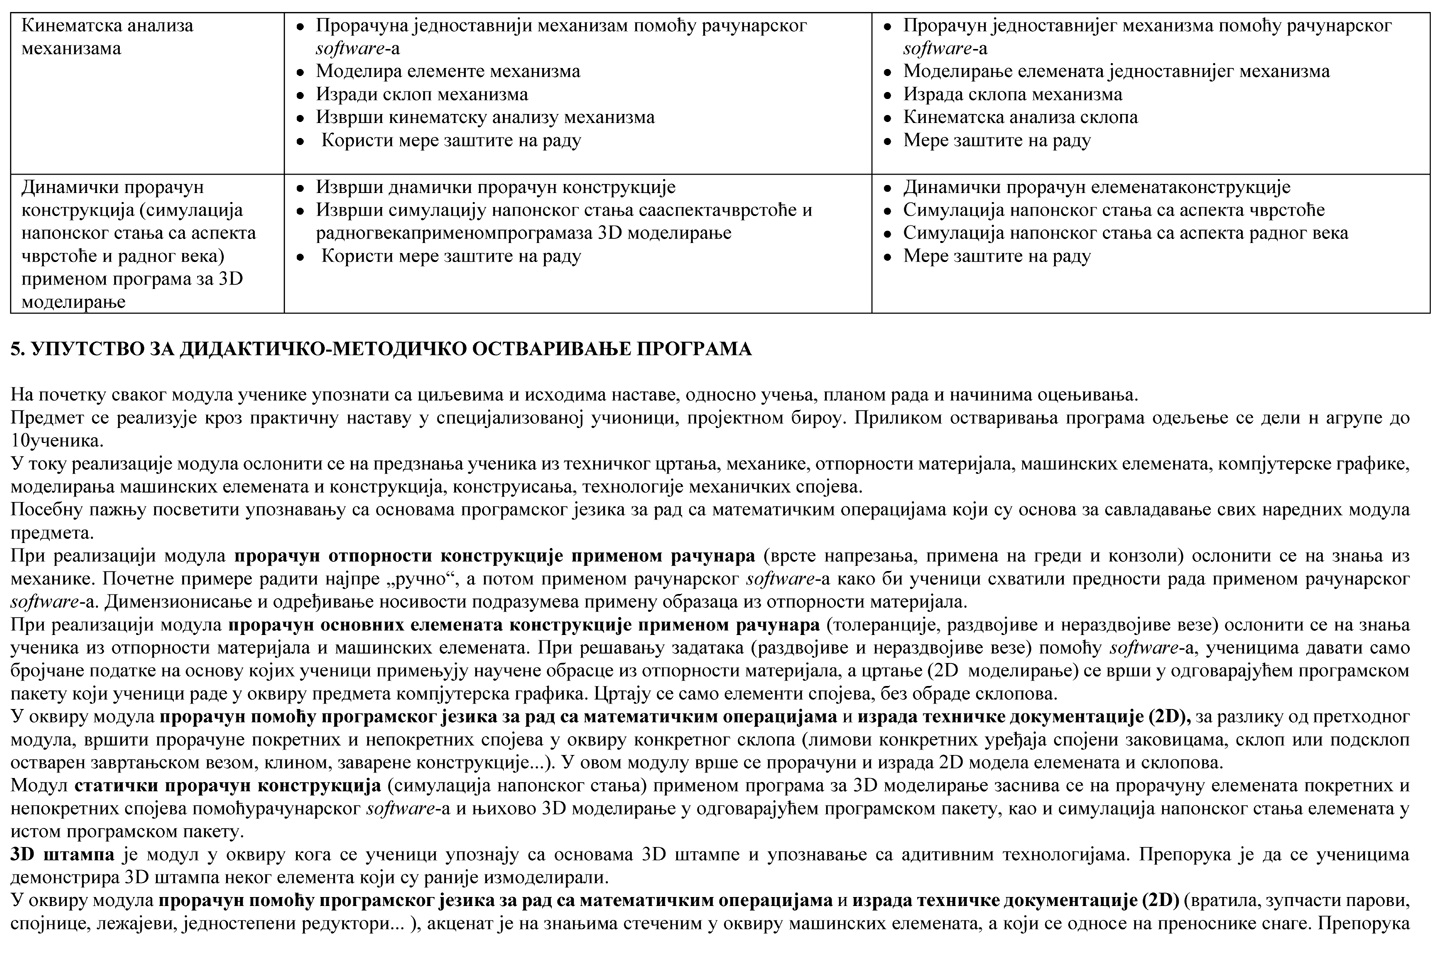 Кинематска анализа
механизама
• Прорачуна једноставнији механизам помоћу рачунарског
software-а
• Моделира елементе механизма
• Изради склоп механизма
• Изврши кинематску анализу механизма
• Користи мере заштите на раду
• Прорачун једноставнијег механизма помоћу рачунарског
software-а
• Моделирање елемената једноставнијег механизма
• Израда склопа механизма
• Кинематска анализа склопа
• Мере заштите на раду
Динамички прорачун
конструкција (симулација
напонског стања са аспекта
чврстоће и радног века)
применом програма за 3D
моделирање
• Изврши днамички прорачун конструкције
• Изврши симулацију напонског стања сааспектачврстоће и
радногвекаприменомпрограмаза 3D моделирање
• Користи мере заштите на раду
• Динамички прорачун елеменатаконструкције
• Симулација напонског стања са аспекта чврстоће
• Симулација напонског стања са аспекта радног века
• Мере заштите на раду
5. УПУТСТВО ЗА ДИДАКТИЧКО-МЕТОДИЧКО ОСТВАРИВАЊЕ ПРОГРАМА
На почетку сваког модула ученике упознати са циљевима и исходима наставе, односно учења, планом рада и начинима оцењивања.
Предмет се реализује кроз практичну наставу у специјализованој учионици, пројектном бироу. Приликом остваривања програма одељење се дели н агрупе до
10ученика.
У току реализације модула ослонити се на предзнања ученика из техничког цртања, механике, отпорности материјала, машинских елемената, компјутерске графике,
моделирања машинских елемената и конструкција, конструисања, технологије механичких спојева.
Посебну пажњу посветити упознавању са основама програмског језика за рад са математичким операцијама који су основа за савладавање свих наредних модула
предмета.
При реализацији модула прорачун отпорности конструкције применом рачунара (врсте напрезања, примена на греди и конзоли) ослонити се на знања из
механике. Почетне примере радити најпре „ручно“, а потом применом рачунарског software-а како би ученици схватили предности рада применом рачунарског
software-а. Димензионисање и одређивање носивости подразумева примену образаца из отпорности материјала.
При реализацији модула прорачун основних елемената конструкције применом рачунара (толеранције, раздвојиве и нераздвојиве везе) ослонити се на знања
ученика из отпорности материјала и машинских елемената. При решавању задатака (раздвојиве и нераздвојиве везе) помоћу software-а, ученицима давати само
бројчане податке на основу којих ученици примењују научене обрасце из отпорности материјала, а цртање (2D моделирање) се врши у одговарајућем програмском
пакету који ученици раде у оквиру предмета компјутерска графика. Цртају се само елементи спојева, без обраде склопова.
У оквиру модула прорачун помоћу програмског језика за рад са математичким операцијама и израда техничке документације (2D), за разлику од претходног
модула, вршити прорачуне покретних и непокретних спојева у оквиру конкретног склопа (лимови конкретних уређаја спојени заковицама, склоп или подсклоп
остварен завртањском везом, клином, заварене конструкције...). У овом модулу врше се прорачуни и израда 2D модела елемената и склопова.
Модул статички прорачун конструкција (симулација напонског стања) применом програма за 3D моделирање заснива се на прорачуну елемената покретних и
непокретних спојева помоћурачунарског software-а и њихово 3D моделирање у одговарајућем програмском пакету, као и симулација напонског стања елемената у
истом програмском пакету.
3D штампа је модул у оквиру кога се ученици упознају са основама 3D штампе и упознавање са адитивним технологијама. Препорука је да се ученицима
демонстрира 3D штампа неког елемента који су раније измоделирали.
У оквиру модула прорачун помоћу програмског језика за рад са математичким операцијама и израда техничке документације (2D) (вратила, зупчасти парови,
спојнице, лежајеви, једностепени редуктори... ), акценат је на знањима стеченим у оквиру машинских елемената, а који се односе на преноснике снаге. Препорука